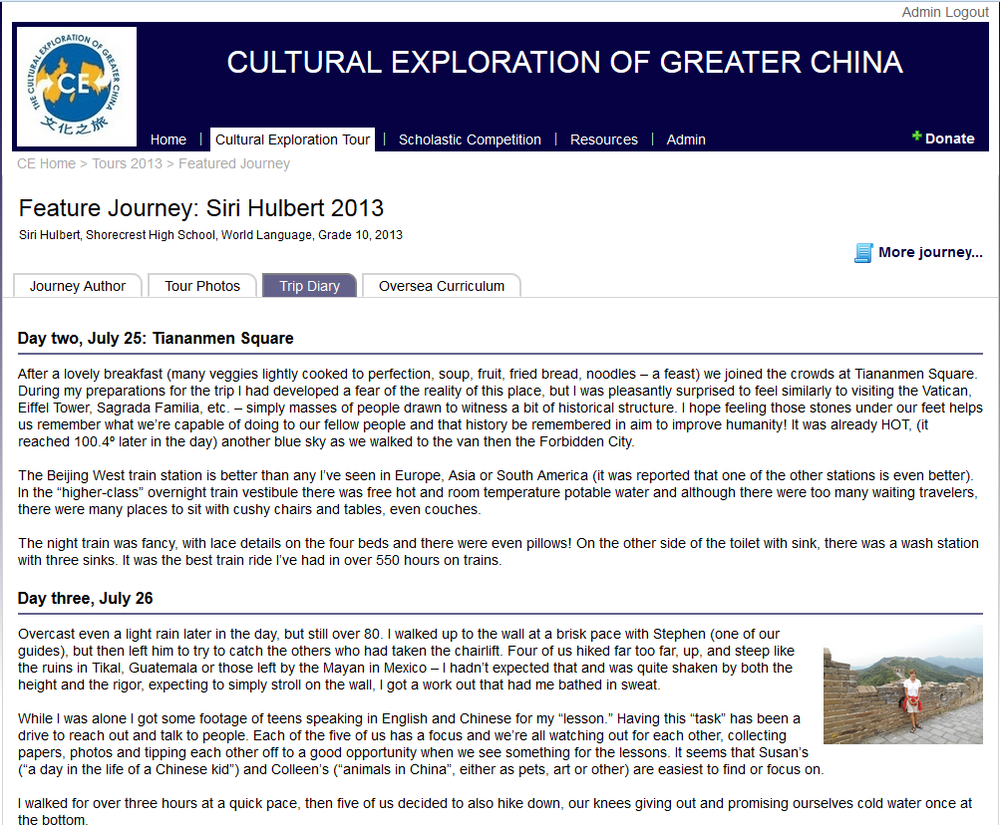 Admin Logout
THE CULTURAL EXPLORATION OF GREATER CHINA
CE
文化之旅
CULTURAL EXPLORATION OF GREATER CHINA
Home | Cultural Exploration Tour | Scholastic Competition | Resources | Admin
Donate
CE Home > Tours 2013 > Featured Journey
Feature Journey: Siri Hulbert 2013
Siri Hulbert, Shorecrest High School, World Language, Grade 10, 2013
More journey...
Journey Author
Tour Photos
Trip Diary
Oversea Curriculum
Day two, July 25: Tiananmen Square
After a lovely breakfast (many veggies lightly cooked to perfection, soup, fruit, fried bread, noodles – a feast) we joined the crowds at Tiananmen Square.
During my preparations for the trip I had developed a fear of the reality of this place, but I was pleasantly surprised to feel similarly to visiting the Vatican,
Eiffel Tower, Sagrada Familia, etc. – simply masses of people drawn to witness a bit of historical structure. I hope feeling those stones under our feet helps
us remember what we’re capable of doing to our fellow people and that history be remembered in aim to improve humanity! It was already HOT, (it
reached 100.4º later in the day) another blue sky as we walked to the van then the Forbidden City.
The Beijing West train station is better than any I’ve seen in Europe, Asia or South America (it was reported that one of the other stations is even better).
In the “higher-class” overnight train vestibule there was free hot and room temperature potable water and although there were too many waiting travelers,
there were many places to sit with cushy chairs and tables, even couches.
The night train was fancy, with lace details on the four beds and there were even pillows! On the other side of the toilet with sink, there was a wash station
with three sinks. It was the best train ride I’ve had in over 550 hours on trains.
Day three, July 26
Overcast even a light rain later in the day, but still over 80. I walked up to the wall at a brisk pace with Stephen (one of our
guides), but then left him to try to catch the others who had taken the chairlift. Four of us hiked far too far, up, and steep like
the ruins in Tikal, Guatemala or those left by the Mayan in Mexico – I hadn’t expected that and was quite shaken by both the
height and the rigor, expecting to simply stroll on the wall, I got a work out that had me bathed in sweat.
While I was alone I got some footage of teens speaking in English and Chinese for my “lesson.” Having this “task” has been a
drive to reach out and talk to people. Each of the five of us has a focus and we’re all watching out for each other, collecting
papers, photos and tipping each other off to a good opportunity when we see something for the lessons. It seems that Susan’s
(“a day in the life of a Chinese kid”) and Colleen’s (“animals in China”, either as pets, art or other) are easiest to find or focus on.
I walked for over three hours at a quick pace, then five of us decided to also hike down, our knees giving out and promising ourselves cold water once at
the bottom.